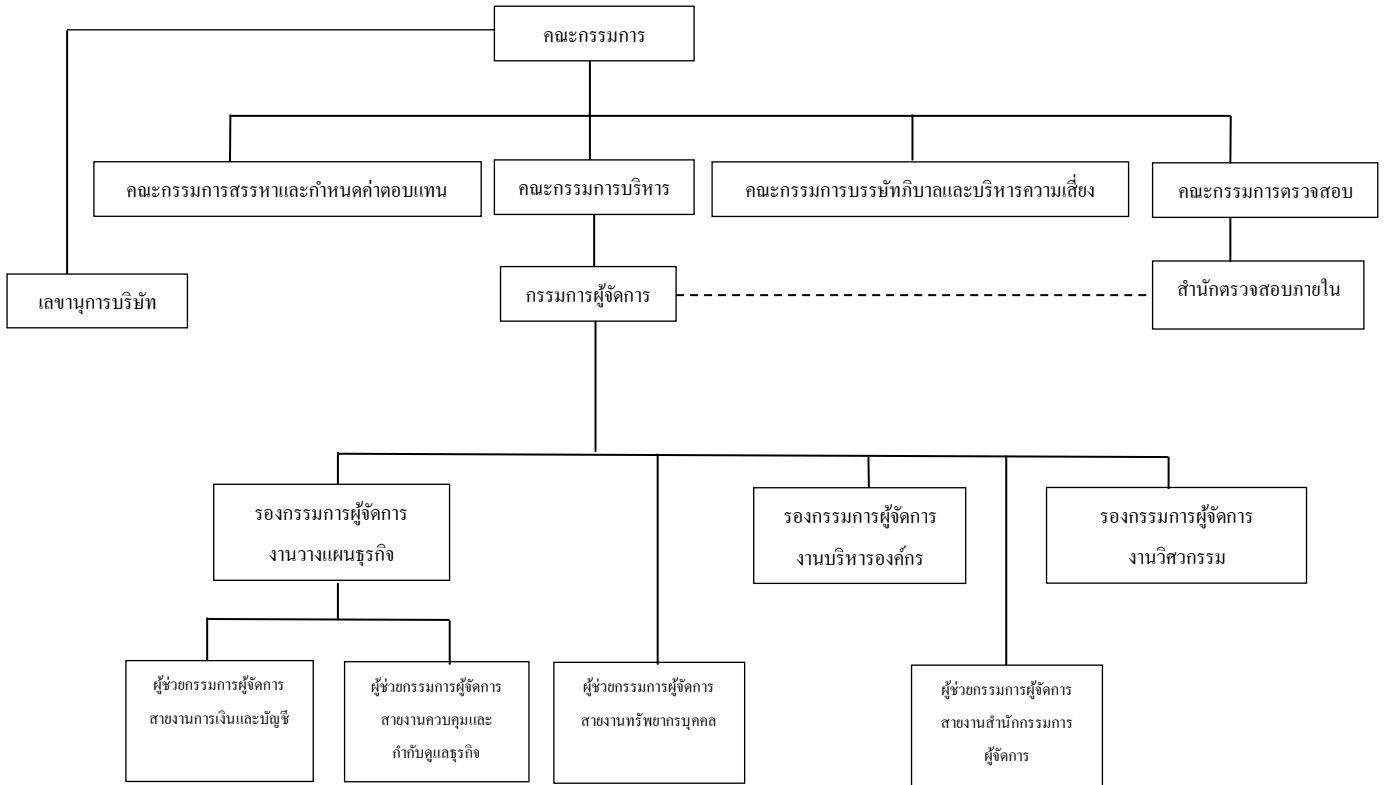 คณะกรรมการ
คณะกรรมการสรรหาและกำหนดค่าตอบแทน
คณะกรรมการบริหาร
คณะกรรมการบรรษัทภิบาลและบริหารความเสี่ยง
คณะกรรมการตรวจสอบ
เลขานุการบริษัท
กรรมการผู้จัดการ
สำนักตรวจสอบภายใน
รองกรรมการผู้จัดการ
งานวางแผนธุรกิจ
รองกรรมการผู้จัดการ
งานบริหารองค์กร
รองกรรมการผู้จัดการ
งานวิศวกรรม
ผู้ช่วยกรรมการผู้จัดการ
สายงานการเงินและบัญชี
ผู้ช่วยกรรมการผู้จัดการ
สายงานควบคุมและ
กำกับดูแลธุรกิจ
ผู้ช่วยกรรมการผู้จัดการ
สายงานทรัพยากรบุคคล
ผู้ช่วยกรรมการผู้จัดการ
สายงานสำนักกรรมการ
ผู้จัดการ